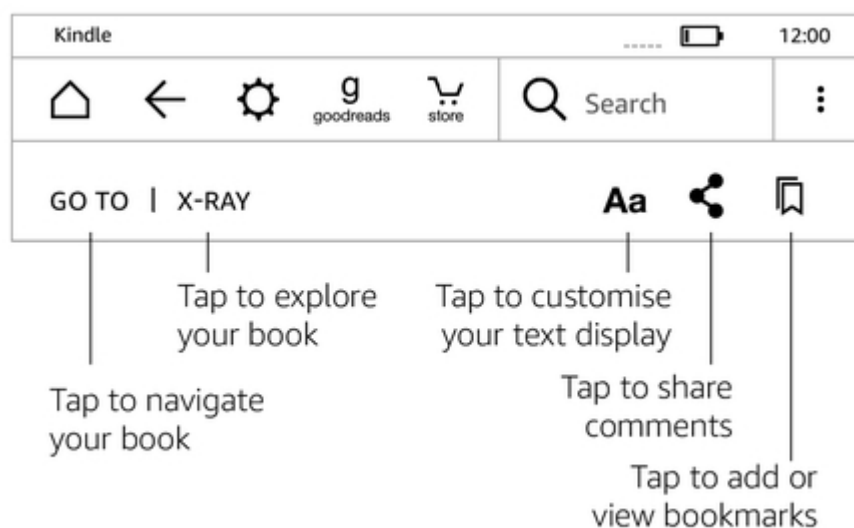 Kindle
12:00
g
goodreads
store
Search
GO TO | X-RAY
Aa
Tap to explore
your book
Tap to customise
your text display
Tap to navigate
your book
Tap to share
comments
Tap to add or
view bookmarks